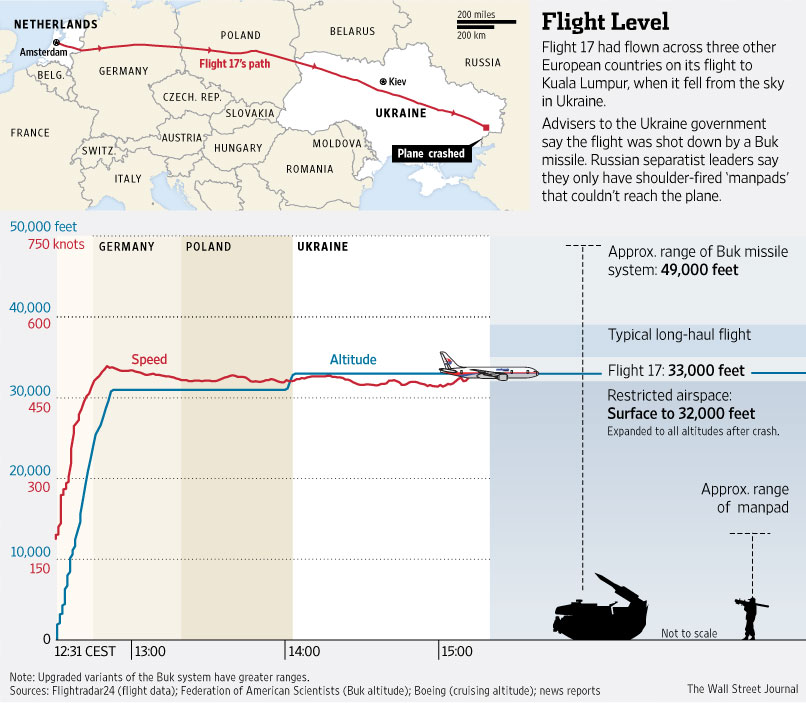 NETHERLANDS
Amsterdam
BELG.
GERMANY
POLAND
BELARUS
200 miles
200 km
RUSSIA
Flight 17's path
Kiev
UKRAINE
CZECH. REP.
SLOVAKIA
FRANCE
AUSTRIA
SWITZ.
HUNGARY
MOLDOVA
Plane crashed
ITALY
ROMANIA
Flight Level
Flight 17 had flown across three other
European countries on its flight to
Kuala Lumpur, when it fell from the sky
in Ukraine.
Advisers to the Ukraine government
say the flight was shot down by a Buk
missile. Russian separatist leaders say
they only have shoulder-fired 'manpads'
that couldn't reach the plane.
50,000 feet
750 knots
GERMANY
POLAND
UKRAINE
40,000
600
Speed
Altitude
30,000
450
20,000
300
10,000
150
0
12:31 CEST
13:00
14:00
15:00
Approx. range of Buk missile
system: 49,000 feet
Typical long-haul flight
Flight 17: 33,000 feet
Restricted airspace:
Surface to 32,000 feet
Expanded to all altitudes after crash.
Approx. range
of manpad
Not to scale
Note: Upgraded variants of the Buk system have greater ranges.
Sources: Flightradar24 (flight data); Federation of American Scientists (Buk altitude); Boeing (cruising altitude); news reports
The Wall Street Journal